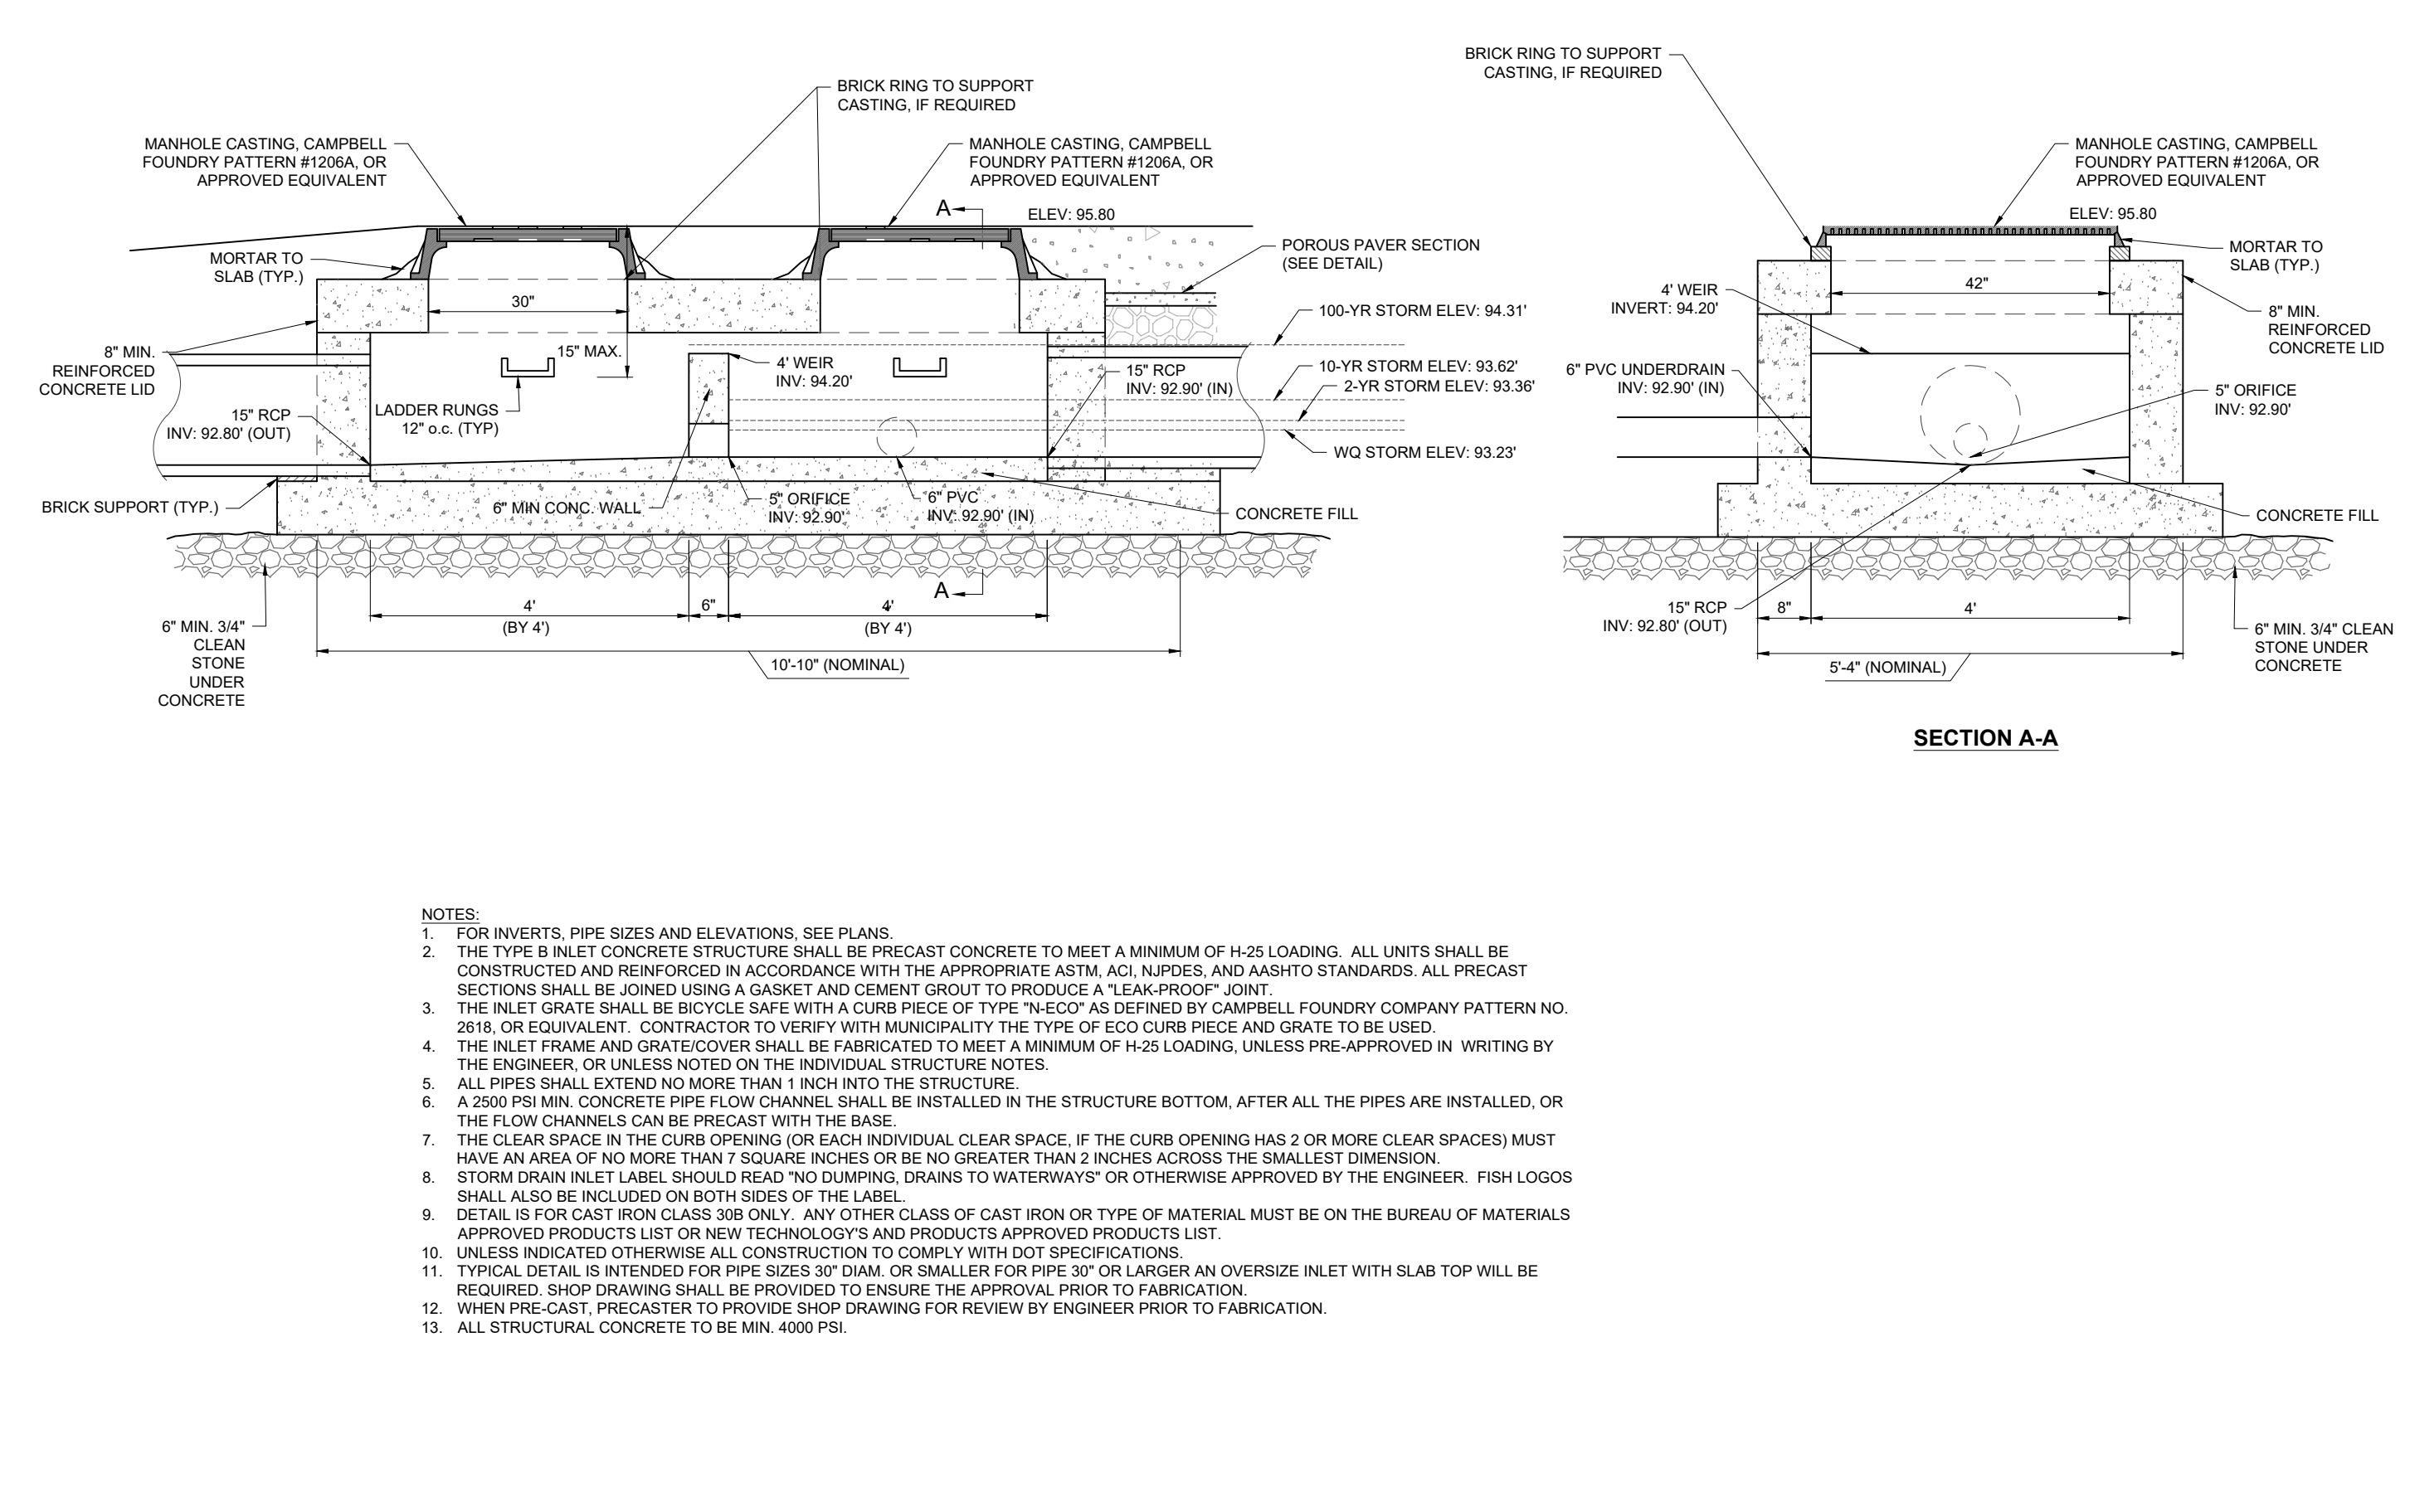 BRICK RING TO SUPPORT
CASTING, IF REQUIRED
MANHOLE CASTING, CAMPBELL
FOUNDRY PATTERN #1206A, OR
APPROVED EQUIVALENT
MANHOLE CASTING, CAMPBELL
FOUNDRY PATTERN #1206A, OR
APPROVED EQUIVALENT
A
ELEV: 95.80
MORTAR TO
SLAB (TYP.)
POROUS PAVER SECTION
(SEE DETAIL)
30"
100-YR STORM ELEV: 94.31'
8" MIN.
REINFORCED
CONCRETE LID
15" MAX.
4' WEIR
INV: 94.20'
15" RCP
INV: 92.90' (IN)
10-YR STORM ELEV: 93.62'
2-YR STORM ELEV: 93.36'
LADDER RUNGS
12" o.c. (TYP)
15" RCP
INV: 92.80' (OUT)
WQ STORM ELEV: 93.23'
BRICK SUPPORT (TYP.)
6" MIN CONC. WALL
5" ORIFICE
INV: 92.90'
6" PVC
INV: 92.90' (IN)
CONCRETE FILL
A
4'
(BY 4')
6"
4'
(BY 4')
6" MIN. 3/4"
CLEAN
STONE
UNDER
CONCRETE
10'-10" (NOMINAL)
BRICK RING TO SUPPORT
CASTING, IF REQUIRED
MANHOLE CASTING, CAMPBELL
FOUNDRY PATTERN #1206A, OR
APPROVED EQUIVALENT
ELEV: 95.80
MORTAR TO
SLAB (TYP.)
42"
4' WEIR
INVERT: 94.20'
8" MIN.
REINFORCED
CONCRETE LID
6" PVC UNDERDRAIN
INV: 92.90' (IN)
5" ORIFICE
INV: 92.90'
CONCRETE FILL
15" RCP
INV: 92.80' (OUT)
8"
4'
6" MIN. 3/4" CLEAN
STONE UNDER
CONCRETE
5'-4" (NOMINAL)
SECTION A-A
NOTES:
1. FOR INVERTS, PIPE SIZES AND ELEVATIONS, SEE PLANS.
2. THE TYPE B INLET CONCRETE STRUCTURE SHALL BE PRECAST CONCRETE TO MEET A MINIMUM OF H-25 LOADING. ALL UNITS SHALL BE
CONSTRUCTED AND REINFORCED IN ACCORDANCE WITH THE APPROPRIATE ASTM, ACI, NJPDES, AND AASHTO STANDARDS. ALL PRECAST
SECTIONS SHALL BE JOINED USING A GASKET AND CEMENT GROUT TO PRODUCE A "LEAK-PROOF" JOINT.
3. THE INLET GRATE SHALL BE BICYCLE SAFE WITH A CURB PIECE OF TYPE "N-ECO" AS DEFINED BY CAMPBELL FOUNDRY COMPANY PATTERN NO.
2618, OR EQUIVALENT. CONTRACTOR TO VERIFY WITH MUNICIPALITY THE TYPE OF ECO CURB PIECE AND GRATE TO BE USED.
4. THE INLET FRAME AND GRATE/COVER SHALL BE FABRICATED TO MEET A MINIMUM OF H-25 LOADING, UNLESS PRE-APPROVED IN WRITING BY
THE ENGINEER, OR UNLESS NOTED ON THE INDIVIDUAL STRUCTURE NOTES.
5. ALL PIPES SHALL EXTEND NO MORE THAN 1 INCH INTO THE STRUCTURE.
6. A 2500 PSI MIN. CONCRETE PIPE FLOW CHANNEL SHALL BE INSTALLED IN THE STRUCTURE BOTTOM, AFTER ALL THE PIPES ARE INSTALLED, OR
THE FLOW CHANNELS CAN BE PRECAST WITH THE BASE.
7. THE CLEAR SPACE IN THE CURB OPENING (OR EACH INDIVIDUAL CLEAR SPACE, IF THE CURB OPENING HAS 2 OR MORE CLEAR SPACES) MUST
HAVE AN AREA OF NO MORE THAN 7 SQUARE INCHES OR BE NO GREATER THAN 2 INCHES ACROSS THE SMALLEST DIMENSION.
8. STORM DRAIN INLET LABEL SHOULD READ "NO DUMPING, DRAINS TO WATERWAYS" OR OTHERWISE APPROVED BY THE ENGINEER. FISH LOGOS
SHALL ALSO BE INCLUDED ON BOTH SIDES OF THE LABEL.
9. DETAIL IS FOR CAST IRON CLASS 30B ONLY. ANY OTHER CLASS OF CAST IRON OR TYPE OF MATERIAL MUST BE ON THE BUREAU OF MATERIALS
APPROVED PRODUCTS LIST OR NEW TECHNOLOGY'S AND PRODUCTS APPROVED PRODUCTS LIST.
10. UNLESS INDICATED OTHERWISE ALL CONSTRUCTION TO COMPLY WITH DOT SPECIFICATIONS.
11. TYPICAL DETAIL IS INTENDED FOR PIPE SIZES 30" DIAM. OR SMALLER FOR PIPE 30" OR LARGER AN OVERSIZE INLET WITH SLAB TOP WILL BE
REQUIRED. SHOP DRAWING SHALL BE PROVIDED TO ENSURE THE APPROVAL PRIOR TO FABRICATION.
12. WHEN PRE-CAST, PRECASTER TO PROVIDE SHOP DRAWING FOR REVIEW BY ENGINEER PRIOR TO FABRICATION.
13. ALL STRUCTURAL CONCRETE TO BE MIN. 4000 PSI.